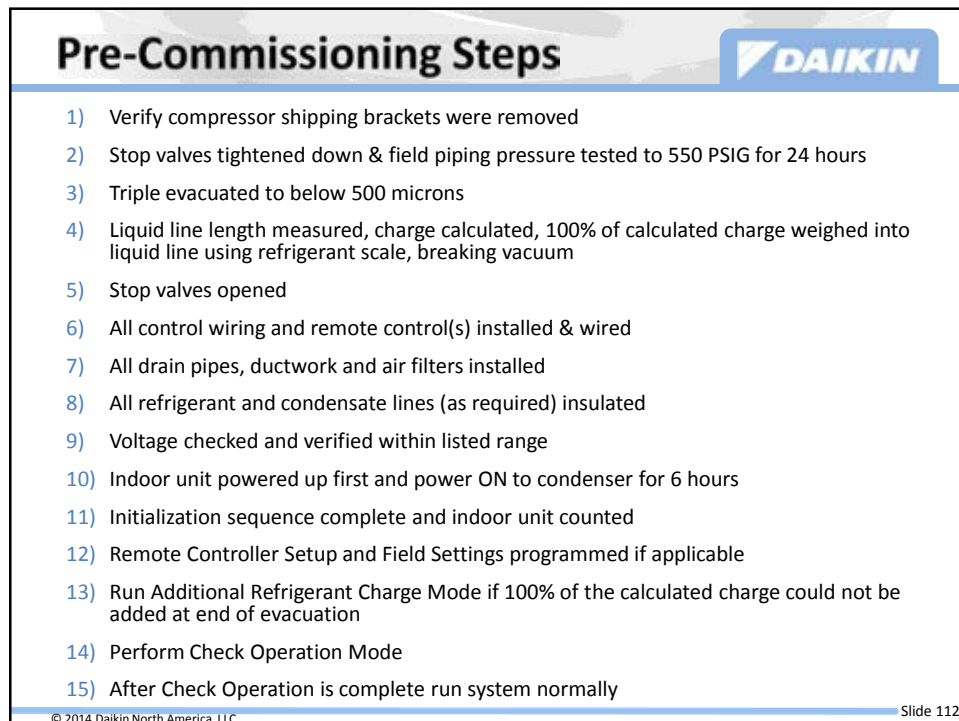 Pre-Commissioning Steps
DAIKIN
1) Verify compressor shipping brackets were removed
2) Stop valves tightened down & field piping pressure tested to 550 PSIG for 24 hours
3) Triple evacuated to below 500 microns
4) Liquid line length measured, charge calculated, 100% of calculated charge weighed into
liquid line using refrigerant scale, breaking vacuum
5) Stop valves opened
6) All control wiring and remote control(s) installed & wired
7) All drain pipes, ductwork and air filters installed
8) All refrigerant and condensate lines (as required) insulated
9) Voltage checked and verified within listed range
10) Indoor unit powered up first and power ON to condenser for 6 hours
11) Initialization sequence complete and indoor unit counted
12) Remote Controller Setup and Field Settings programmed if applicable
13) Run Additional Refrigerant Charge Mode if 100% of the calculated charge could not be
added at end of evacuation
14) Perform Check Operation Mode
15) After Check Operation is complete run system normally
© 2014 Daikin North America, LLC
Slide 112